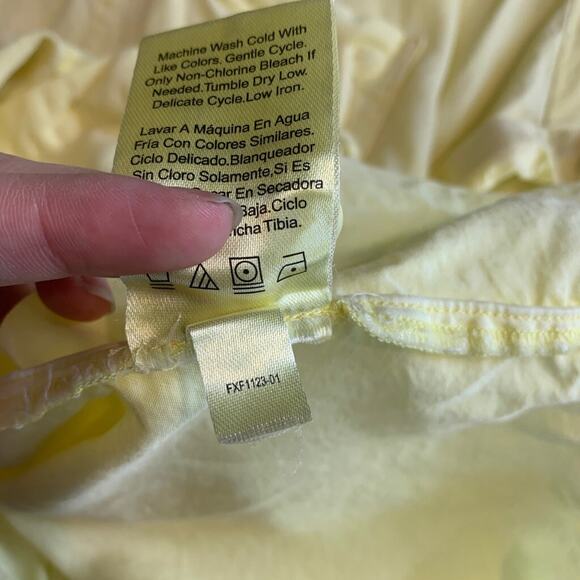 Machine Wash Cold With
Like Colors, Gentle Cycle.
Only Non-Chlorine Bleach If
Needed.Tumble Dry Low.
Delicate Cycle.Low Iron.
Lavar A Máquina En Agua
Fría Con Colores Similares.
Ciclo Delicado.Blanqueador
Sin Cloro Solamente,Si Es
En Secadora
Baja.Ciclo
Tibia.
FXF1123-01